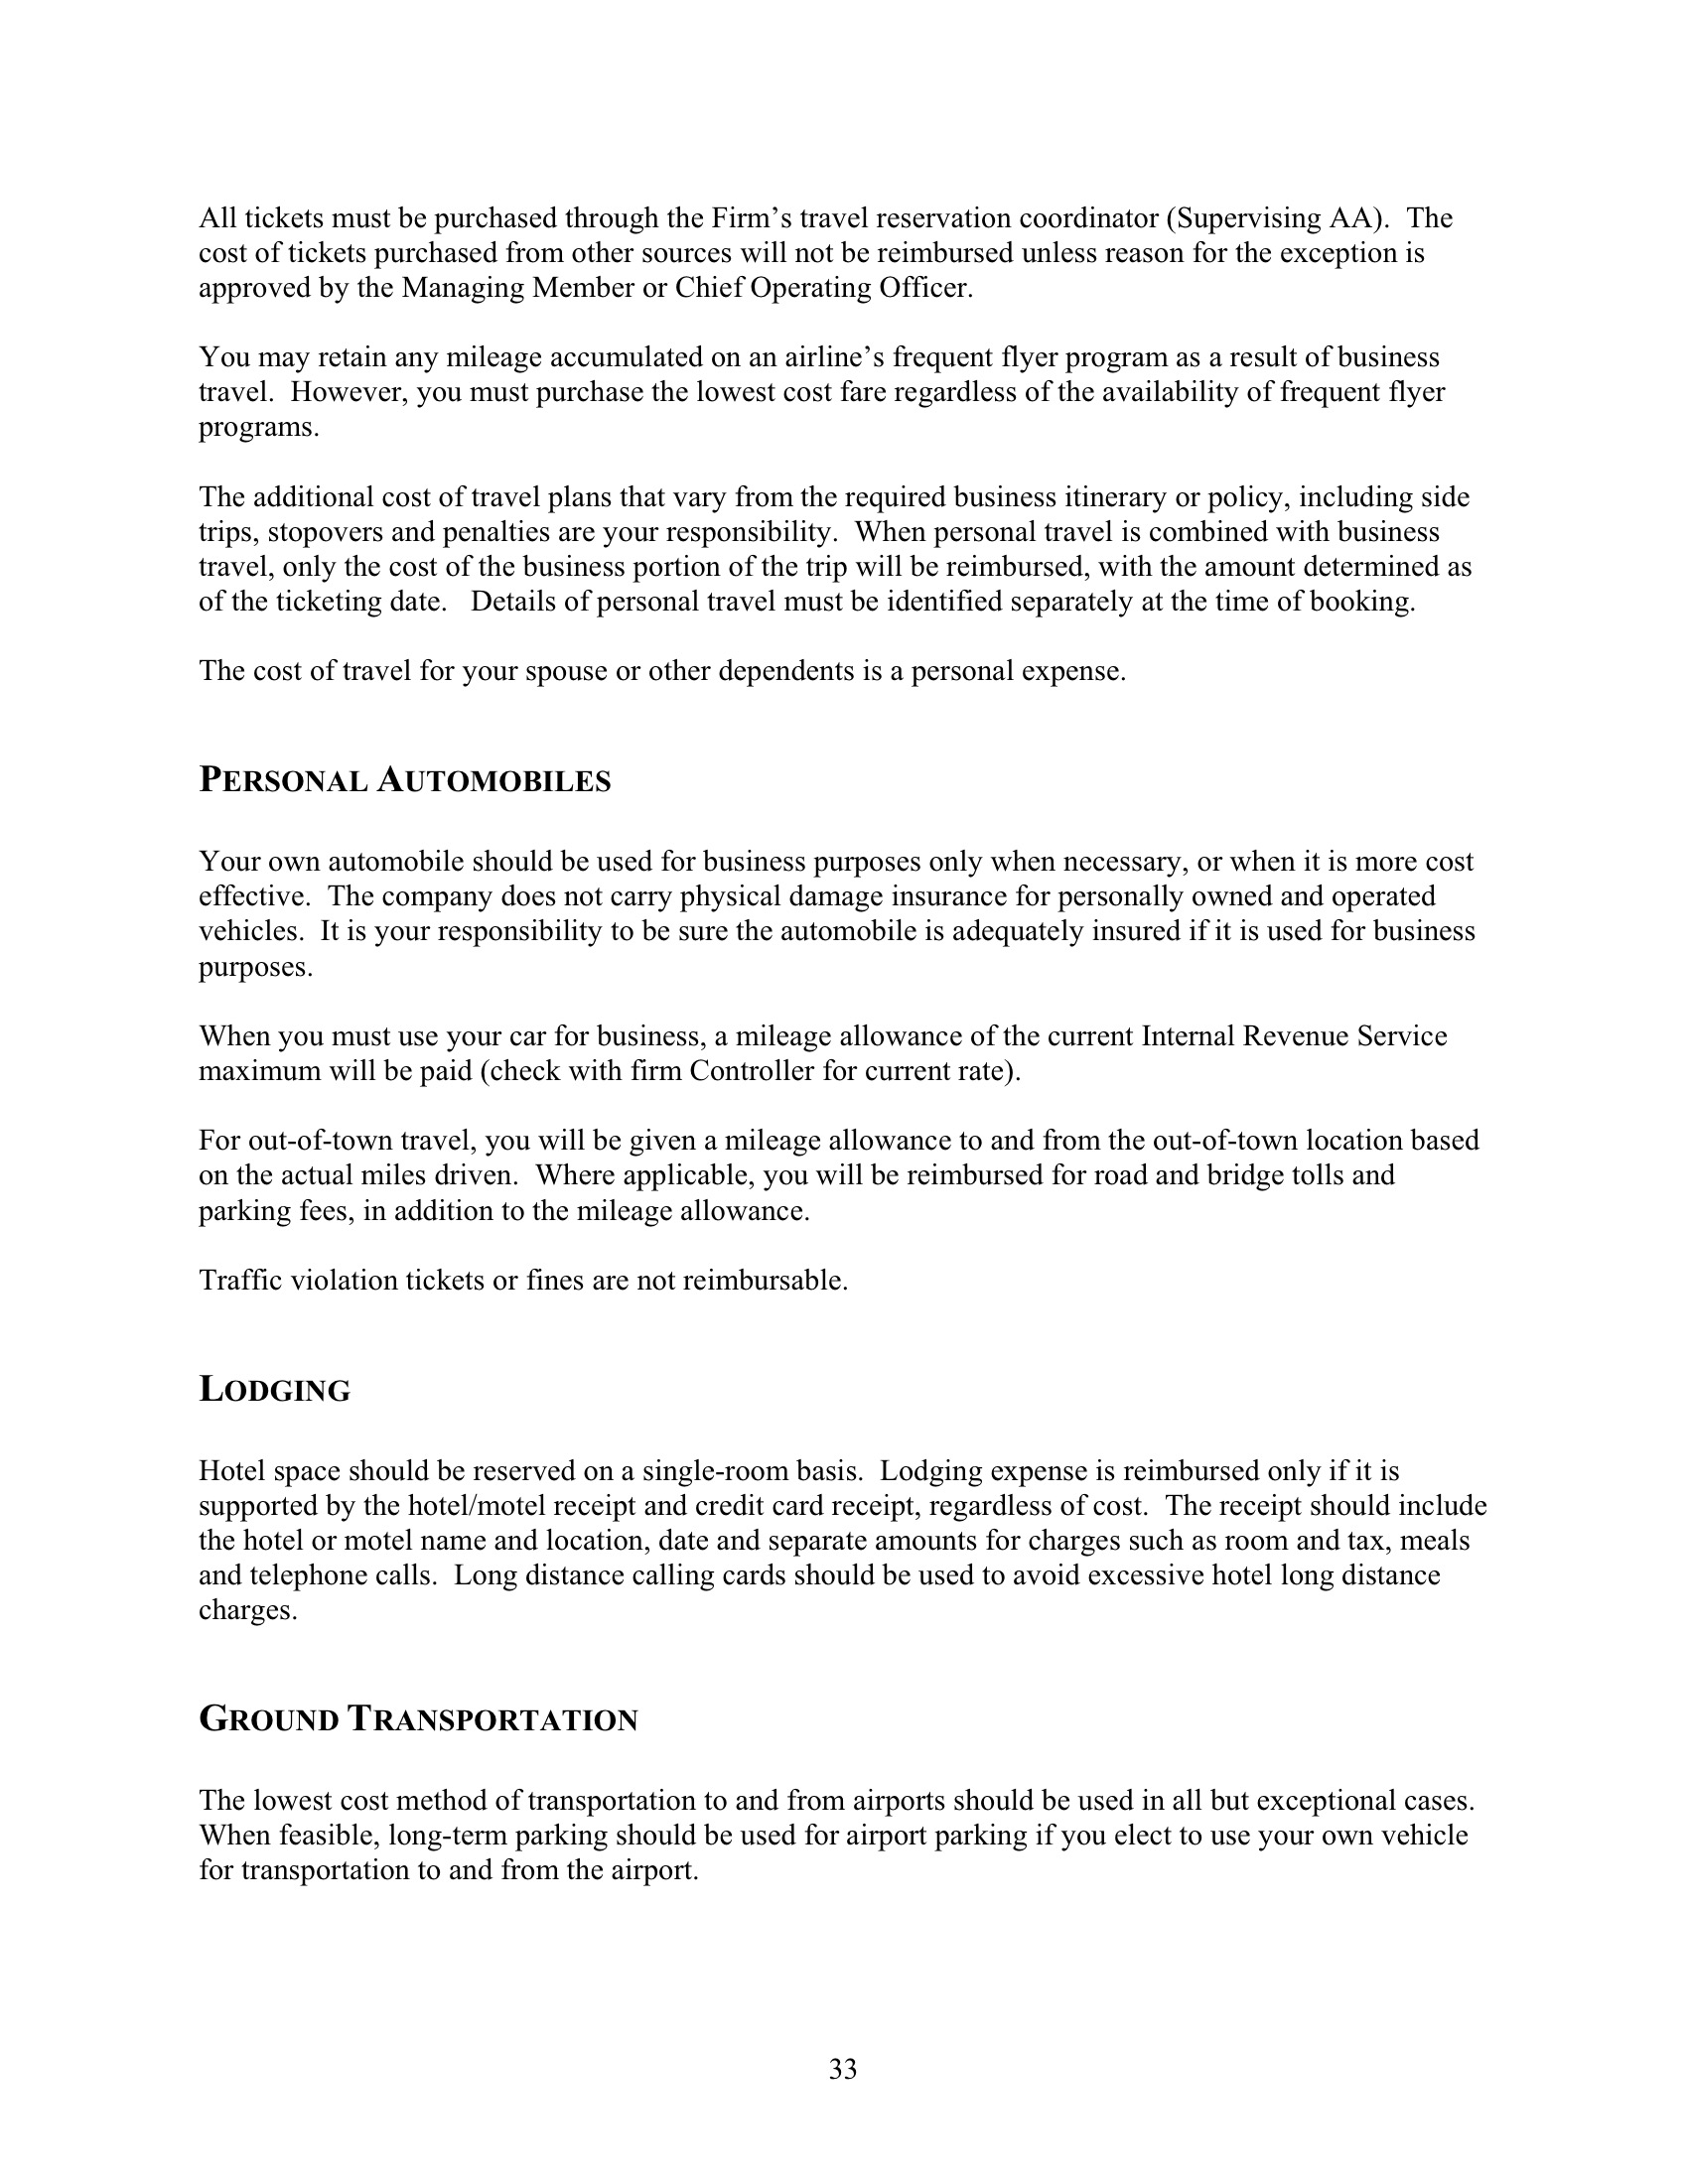 All tickets must be purchased through the Firm’s travel reservation coordinator (Supervising AA).  The
cost of tickets purchased from other sources will not be reimbursed unless reason for the exception is
approved by the Managing Member or Chief Operating Officer.
You may retain any mileage accumulated on an airline’s frequent flyer program as a result of business
travel.  However, you must purchase the lowest cost fare regardless of the availability of frequent flyer
programs.
The additional cost of travel plans that vary from the required business itinerary or policy, including side
trips, stopovers and penalties are your responsibility.  When personal travel is combined with business
travel, only the cost of the business portion of the trip will be reimbursed, with the amount determined as
of the ticketing date.   Details of personal travel must be identified separately at the time of booking.
The cost of travel for your spouse or other dependents is a personal expense.
PERSONAL AUTOMOBILES
Your own automobile should be used for business purposes only when necessary, or when it is more cost
effective.  The company does not carry physical damage insurance for personally owned and operated
vehicles.  It is your responsibility to be sure the automobile is adequately insured if it is used for business
purposes.
When you must use your car for business, a mileage allowance of the current Internal Revenue Service
maximum will be paid (check with firm Controller for current rate).
For out-of-town travel, you will be given a mileage allowance to and from the out-of-town location based
on the actual miles driven.  Where applicable, you will be reimbursed for road and bridge tolls and
parking fees, in addition to the mileage allowance.
Traffic violation tickets or fines are not reimbursable.
LODGING
Hotel space should be reserved on a single-room basis.  Lodging expense is reimbursed only if it is
supported by the hotel/motel receipt and credit card receipt, regardless of cost.  The receipt should include
the hotel or motel name and location, date and separate amounts for charges such as room and tax, meals
and telephone calls.  Long distance calling cards should be used to avoid excessive hotel long distance
charges.
GROUND TRANSPORTATION
The lowest cost method of transportation to and from airports should be used in all but exceptional cases.
When feasible, long-term parking should be used for airport parking if you elect to use your own vehicle
for transportation to and from the airport.
33